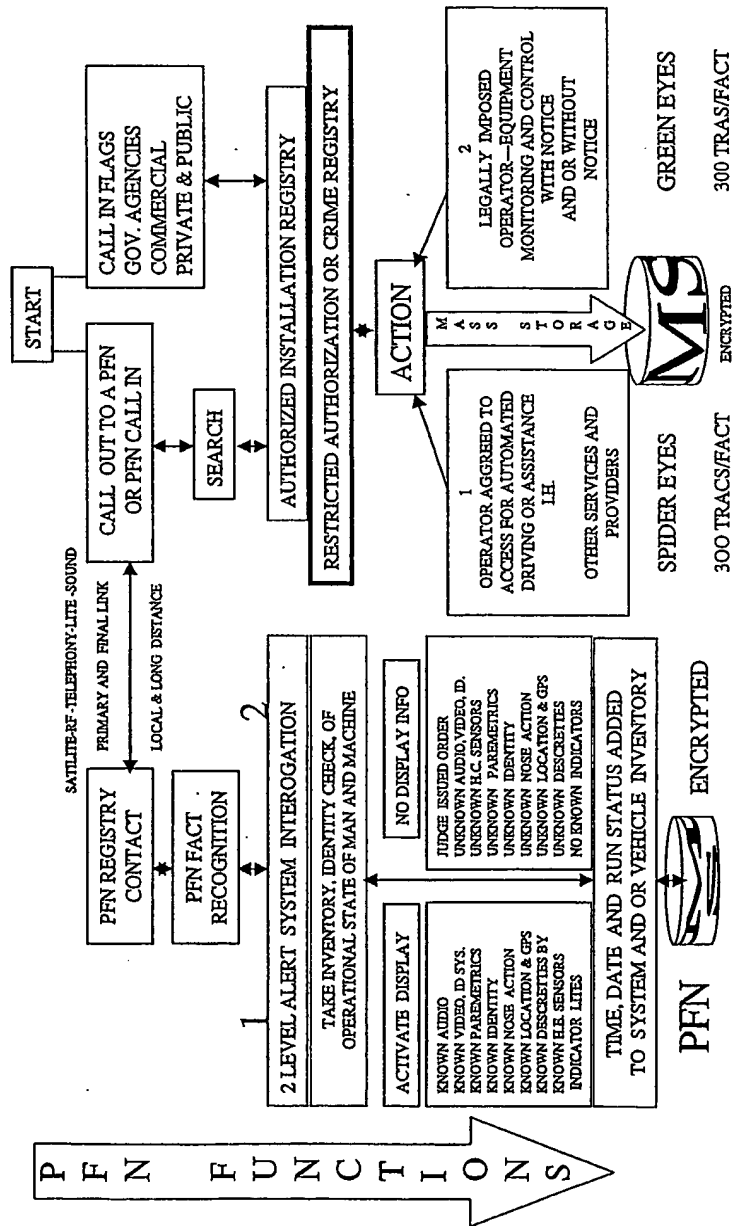 START
CALL OUT TO A PFN
OR PFN CALL IN
CALL IN FLAGS
GOV. AGENCIES
COMMERCIAL
PRIVATE & PUBLIC
SATILITE-RF-TELEPHONY-LITE-SOUND
PRIMARY AND FINAL LINK
LOCAL & LONG DISTANCE
PFN REGISTRY
CONTACT
PFN FACT
RECOGNITION
SEARCH
AUTHORIZED INSTALLATION REGISTRY
RESTRICTED AUTHORIZATION OR CRIME REGISTRY
1
2
2 LEVEL ALERT SYSTEM INTEROGATION
TAKE INVENTORY, IDENTITY CHECK, OF
OPERATIONAL STATE OF MAN AND MACHINE
ACTIVATE DISPLAY
NO DISPLAY INFO
KNOWN AUDIO
KNOWN VIDEO, ID SYS.
KNOWN PAREMETRICS
KNOWN IDENTITY
KNOWN NOSE ACTION
KNOWN LOCATION & GPS
KNOWN DESCRETTIES BY
KNOWN H.E. SENSORS
INDICATOR LITES
JUDGE ISSUED ORDER
UNKNOWN AUDIO, VIDEO, ID.
UNKNOWN H.C. SENSORS
UNKNOWN PAREMETRICS
UNKNOWN IDENTITY
UNKNOWN NOSE ACTION
UNKNOWN LOCATION & GPS
UNKNOWN DESCRETIES
NO KNOWN INDICATORS
TIME, DATE AND RUN STATUS ADDED
TO SYSTEM AND OR VEHICLE INVENTORY
PFN
ENCRYPTED
ACTION
MASS STORAGE
1
OPERATOR AGGREED TO
ACCESS FOR AUTOMATED
DRIVING OR ASSISTANCE
I.H.
OTHER SERVICES AND
PROVIDERS
2
LEGALLY IMPOSED
OPERATOR—EQUIPMENT
MONITORING AND CONTROL
WITH NOTICE
AND OR WITHOUT
NOTICE
MS
ENCRYPTED
SPIDER EYES
GREEN EYES
300 TRACS/FACT
300 TRAS/FACT
PFN FUNCTIONS